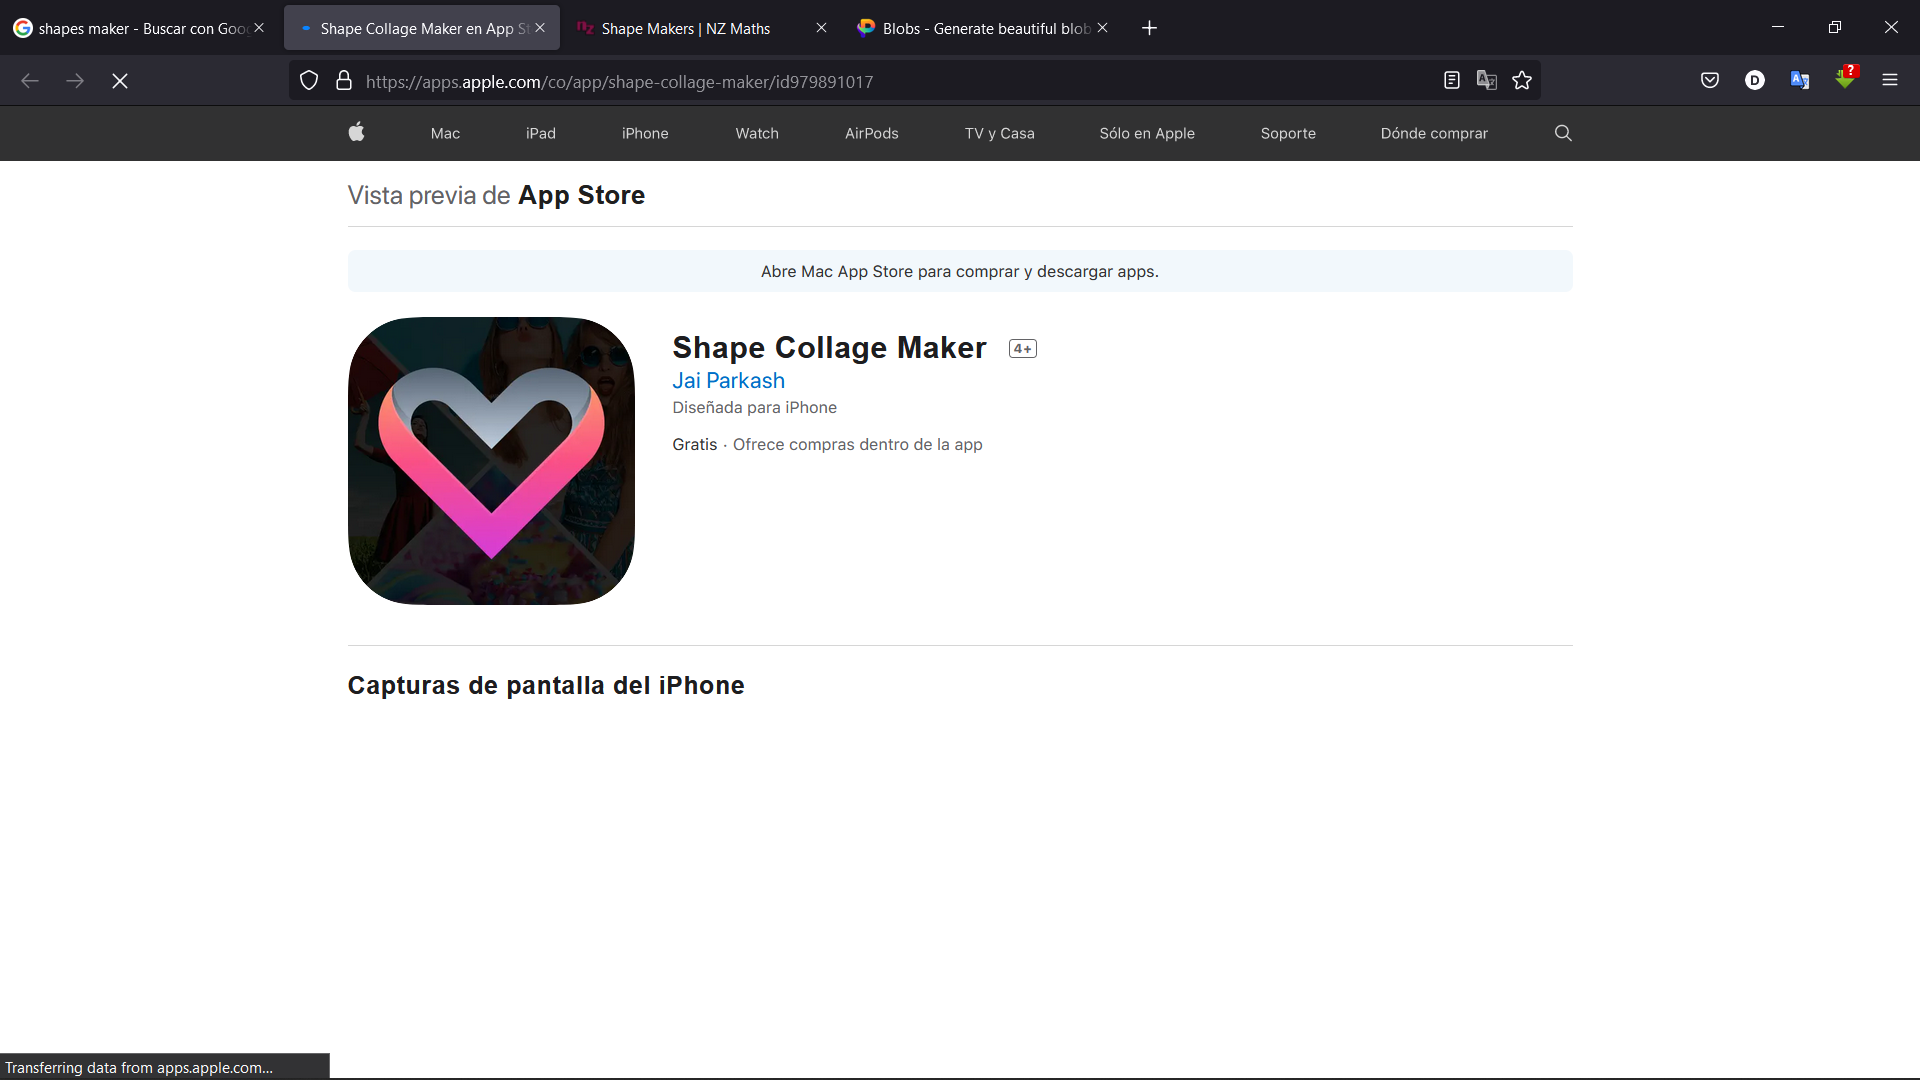 shapes maker - Buscar con Goog
Shape Collage Maker en App St
Shape Makers | NZ Maths
Blobs - Generate beautiful blob
https://apps.apple.com/co/app/shape-collage-maker/id979891017
Mac
iPad
iPhone
Watch
AirPods
TV y Casa
Sólo en Apple
Soporte
Dónde comprar
Vista previa de App Store
Abre Mac App Store para comprar y descargar apps.
Shape Collage Maker 4+
Jai Parkash
Diseñada para iPhone
Gratis · Ofrece compras dentro de la app
Capturas de pantalla del iPhone
Transferring data from apps.apple.com...